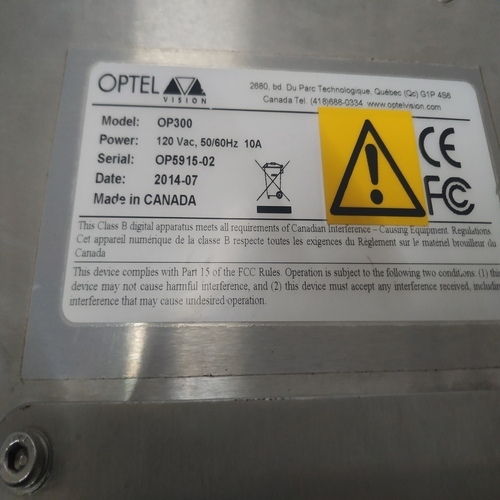 OPTEL
VISION
2680, bd. Du Parc Technologique, Québec (Qc) G1P 4S6
Canada Tel. (418)688-0334 www.optelvision.com
Model: OP300
Power: 120 Vac, 50/60Hz 10A
Serial: OP5915-02
Date: 2014-07
Made in CANADA
CE
FC
This Class B digital apparatus meets all requirements of Canadian Interference - Causing Equipment Regulations.
Cet appareil numérique de la classe B respecte toutes les exigences du Règlement sur le matériel brouilleur du
Canada
This device complies with Part 15 of the FCC Rules. Operation is subject to the following two conditions. (1) this
device may not cause harmful interference, and (2) this device must accept any interference received, includin
interference that may cause undesired operation.